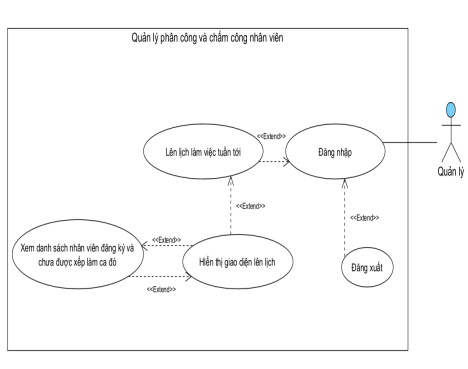 Quản lý phân công và chấm công nhân viên
<<Extend>>
Lên lịch làm việc tuần tới
Đăng nhập
Quản lý
<<Extend>>
<<Extend>>
<<Extend>>
Xem danh sách nhân viên đăng ký và
chưa được xếp làm ca đó
HIển thị giao diện lên lịch
Đăng xuất
<<Extend>>